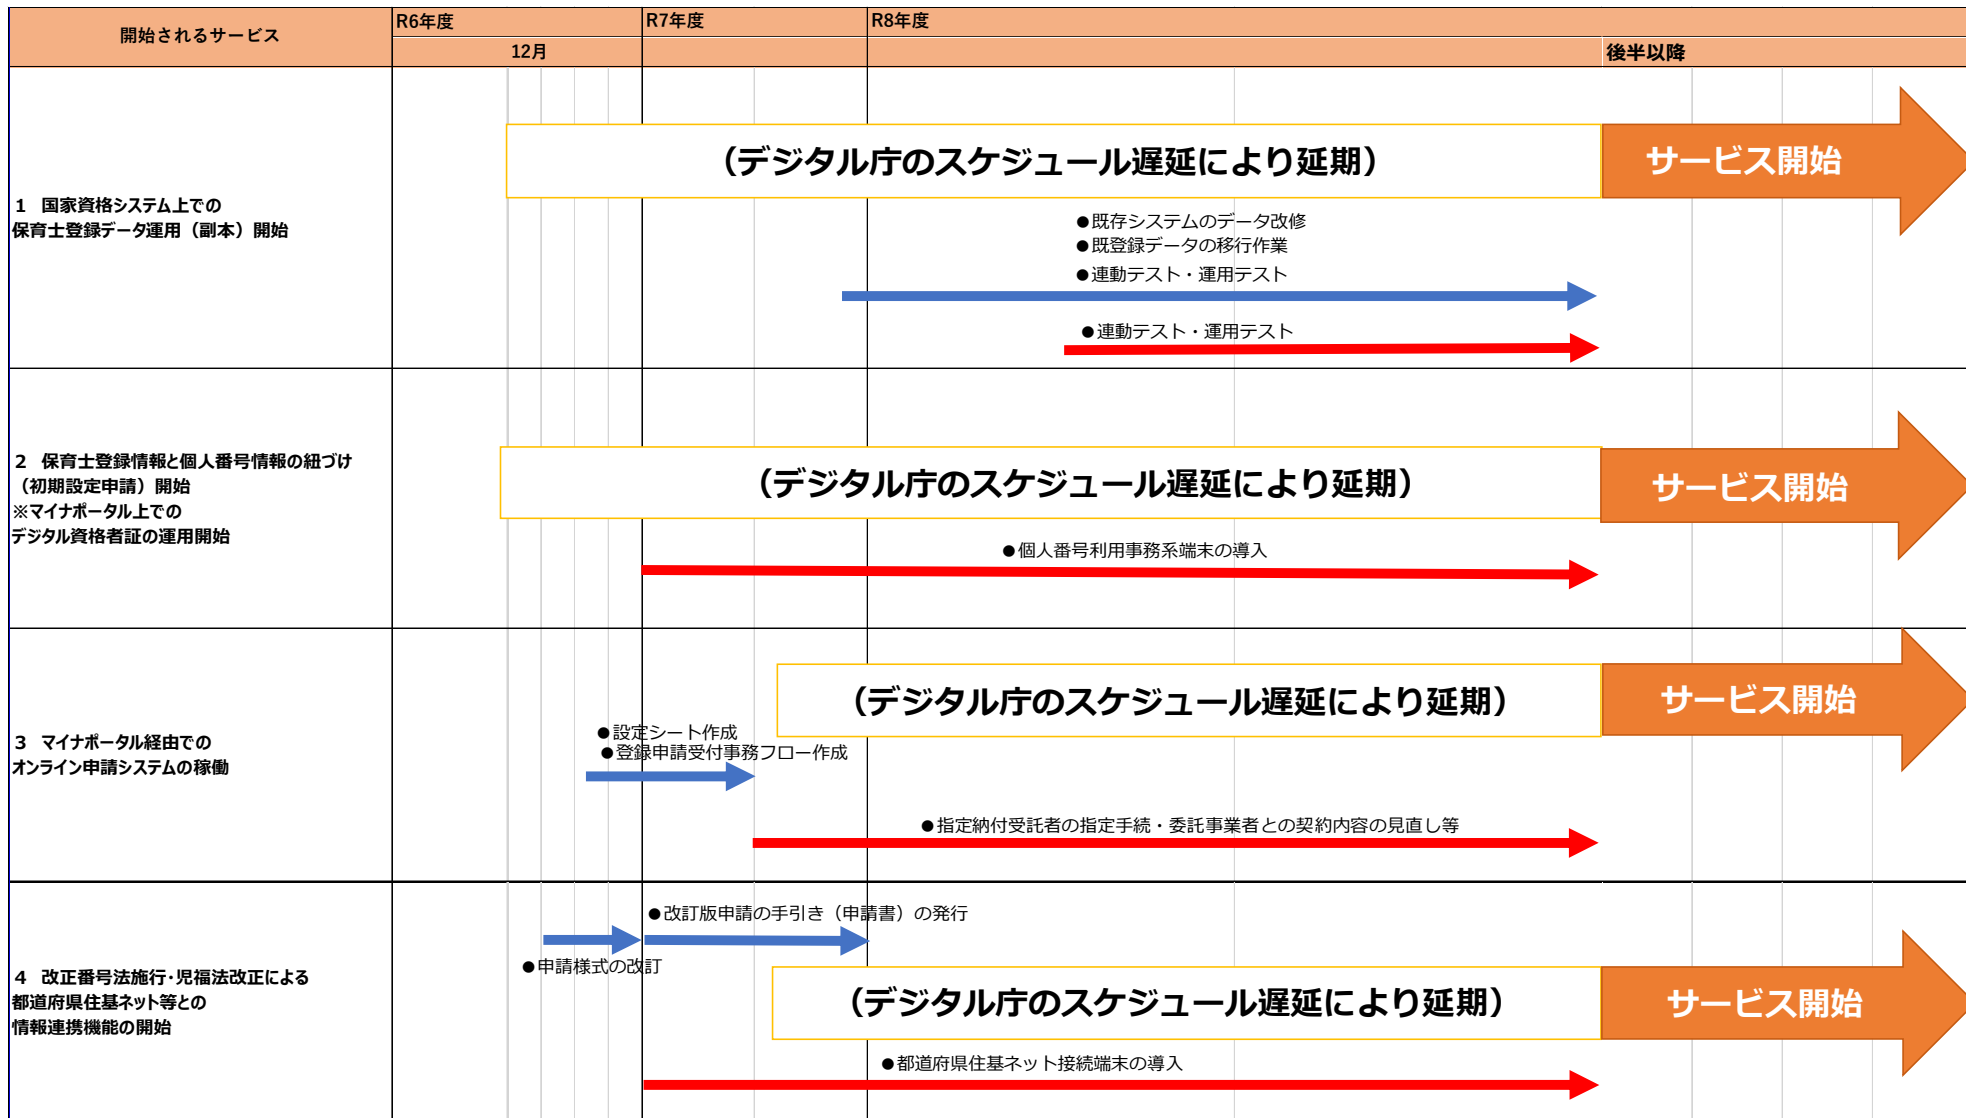 開始されるサービス
R6年度
R7年度
R8年度
12月
後半以降
1 国家資格システム上での
保育士登録データ運用（副本）開始
（デジタル庁のスケジュール遅延により延期）
サービス開始
●既存システムのデータ改修
●既登録データの移行作業
●連動テスト・運用テスト
●連動テスト・運用テスト
2 保育士登録情報と個人番号情報の紐づけ
（初期設定申請）開始
※マイナポータル上での
デジタル資格者証の運用開始
（デジタル庁のスケジュール遅延により延期）
サービス開始
●個人番号利用事務系端末の導入
3 マイナポータル経由での
オンライン申請システムの稼働
（デジタル庁のスケジュール遅延により延期）
サービス開始
●設定シート作成
●登録申請受付事務フロー作成
●指定納付受託者の指定手続・委託事業者との契約内容の見直し等
4 改正番号法施行・児福法改正による
都道府県住基ネット等との
情報連携機能の開始
●改訂版申請の手引き（申請書）の発行
●申請様式の改訂
（デジタル庁のスケジュール遅延により延期）
サービス開始
●都道府県住基ネット接続端末の導入